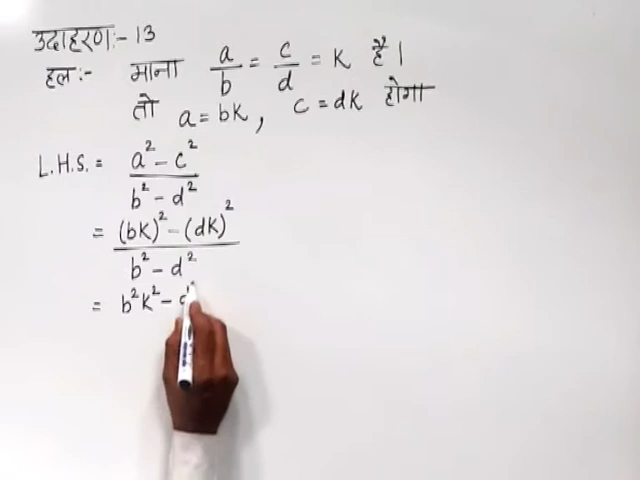 उदाहरण:- 13
हल:- माना a/b = c/d = K है।
तो a = bK, c = dK होगा
L.H.S. = (a² - c²)/(b² - d²)
= ((bK)² - (dK)²)/(b² - d²)
= b²K² - d